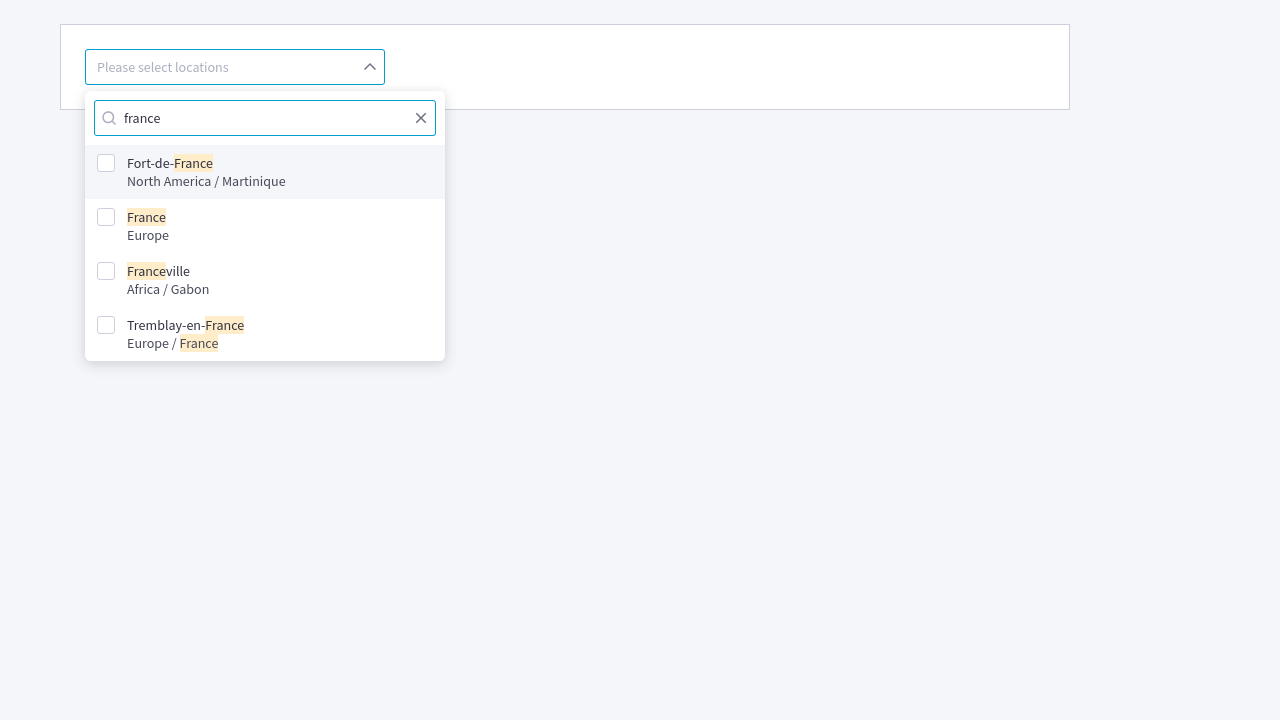 Please select locations
france
Fort-de-France
North America / Martinique
France
Europe
Franceville
Africa / Gabon
Tremblay-en-France
Europe / France